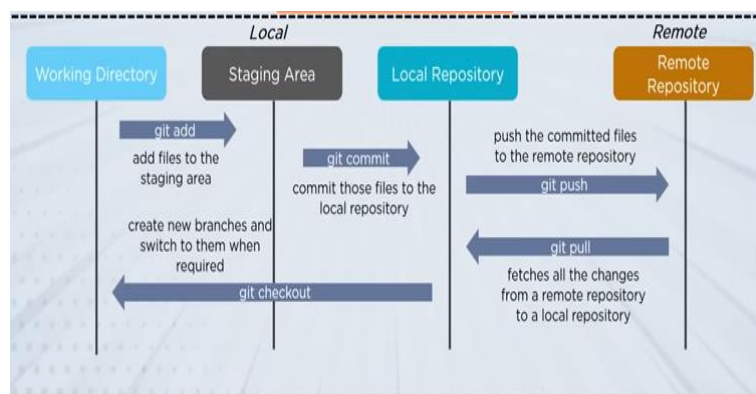 Local
Remote
Working Directory
Staging Area
Local Repository
Remote
Repository
git add
add files to the
staging area
git commit
commit those files to the
local repository
push the committed files
to the remote repository
git push
git pull
fetches all the changes
from a remote repository
to a local repository
create new branches and
switch to them when
required
git checkout